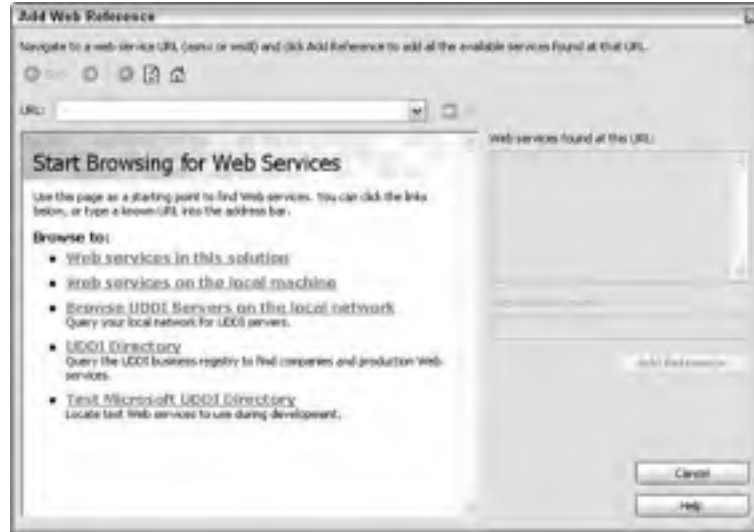 Add Web Reference
Navigate to a web service URL (asmx or wsdl) and click Add Reference to add all the available services found at that URL.
URL:
Web services found at this URL:
Start Browsing for Web Services
Use this page as a starting point to find Web services. You can click the links
below, or type a known URL into the address bar.
Browse to:
Web services in this solution
Web services on the local machine
Browse UDDI Servers on the local network
Query your local network for UDDI servers.
UDDI Directory
Query the UDDI business registry to find companies and production Web
services.
Test Microsoft UDDI Directory
Locate test Web services to use during development.
Add Reference
Cancel
Help